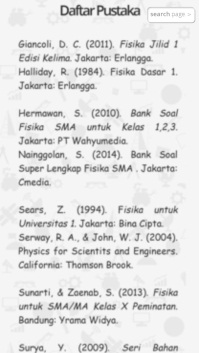 Daftar Pustaka
search page
Giancoli, D. C. (2011). Fisika Jilid 1
Edisi Kelima. Jakarta: Erlangga.
Halliday, R. (1984). Fisika Dasar 1.
Jakarta: Erlangga.
Hermawan, S. (2010). Bank Soal
Fisika SMA untuk Kelas 1,2,3.
Jakarta: PT Wahyumedia.
Nainggolan, S. (2014). Bank Soal
Super Lengkap Fisika SMA . Jakarta:
Cmedia.
Sears, Z. (1994). Fisika untuk
Universitas 1. Jakarta: Bina Cipta.
Serway, R. A., & John, W. J. (2004).
Physics for Scientits and Engineers.
California: Thomson Brook.
Sunarti, & Zaenab, S. (2013). Fisika
untuk SMA/MA Kelas X Peminatan.
Bandung: Yrama Widya.
Surya, Y. (2009). Seri Bahan